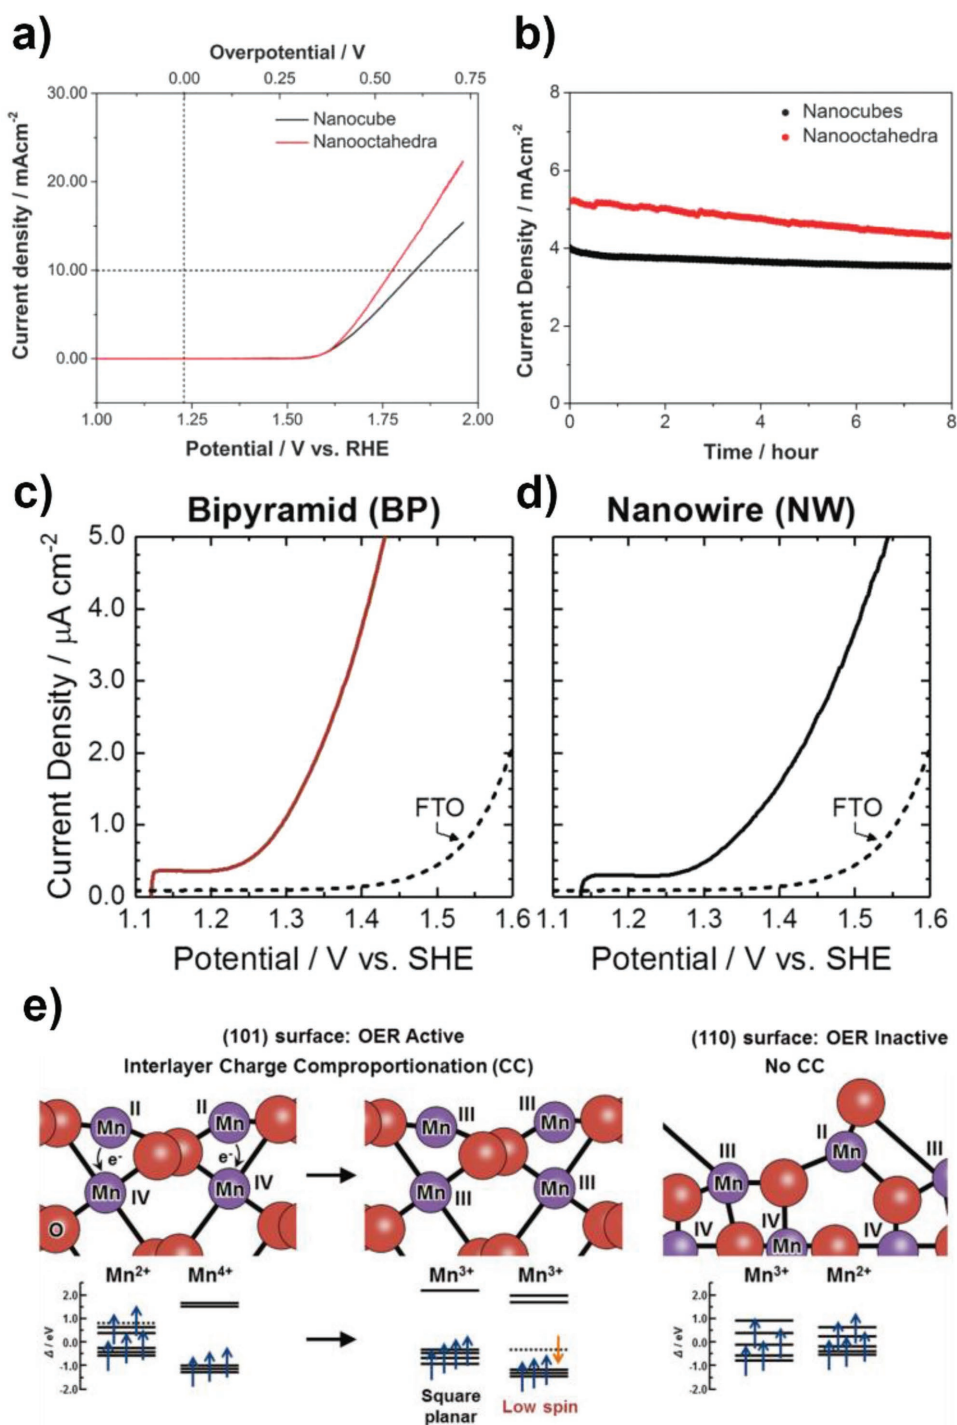 a)
Overpotential / V
0.00 0.25 0.50 0.75
30.00
20.00
10.00
0.00
Current density / mAcm-2
Nanocube
Nanooctahedra
1.00 1.25 1.50 1.75 2.00
Potential / V vs. RHE
b)
8
6
4
2
0
Current Density / mAcm-2
Nanocubes
Nanooctahedra
0 2 4 6 8
Time / hour
c)
Bipyramid (BP)
5.0
4.0
3.0
2.0
1.0
0.0
Current Density / μA cm-2
FTO
1.1 1.2 1.3 1.4 1.5 1.6
Potential / V vs. SHE
d)
Nanowire (NW)
FTO
1.1 1.2 1.3 1.4 1.5 1.6
Potential / V vs. SHE
e)
(101) surface: OER Active
Interlayer Charge Comproportionation (CC)
(110) surface: OER Inactive
No CC
II II
Mn Mn
e- e-
Mn IV Mn IV
O
III III
Mn Mn
Mn III Mn III
II
III Mn III
Mn
IV IV IV
Mn
Mn2+ Mn4+
2.0
1.0
0.0
-1.0
-2.0
Δ / eV
Mn3+ Mn3+
Square
planar
Low spin
Mn3+ Mn2+
2.0
1.0
0.0
-1.0
-2.0
Δ / eV